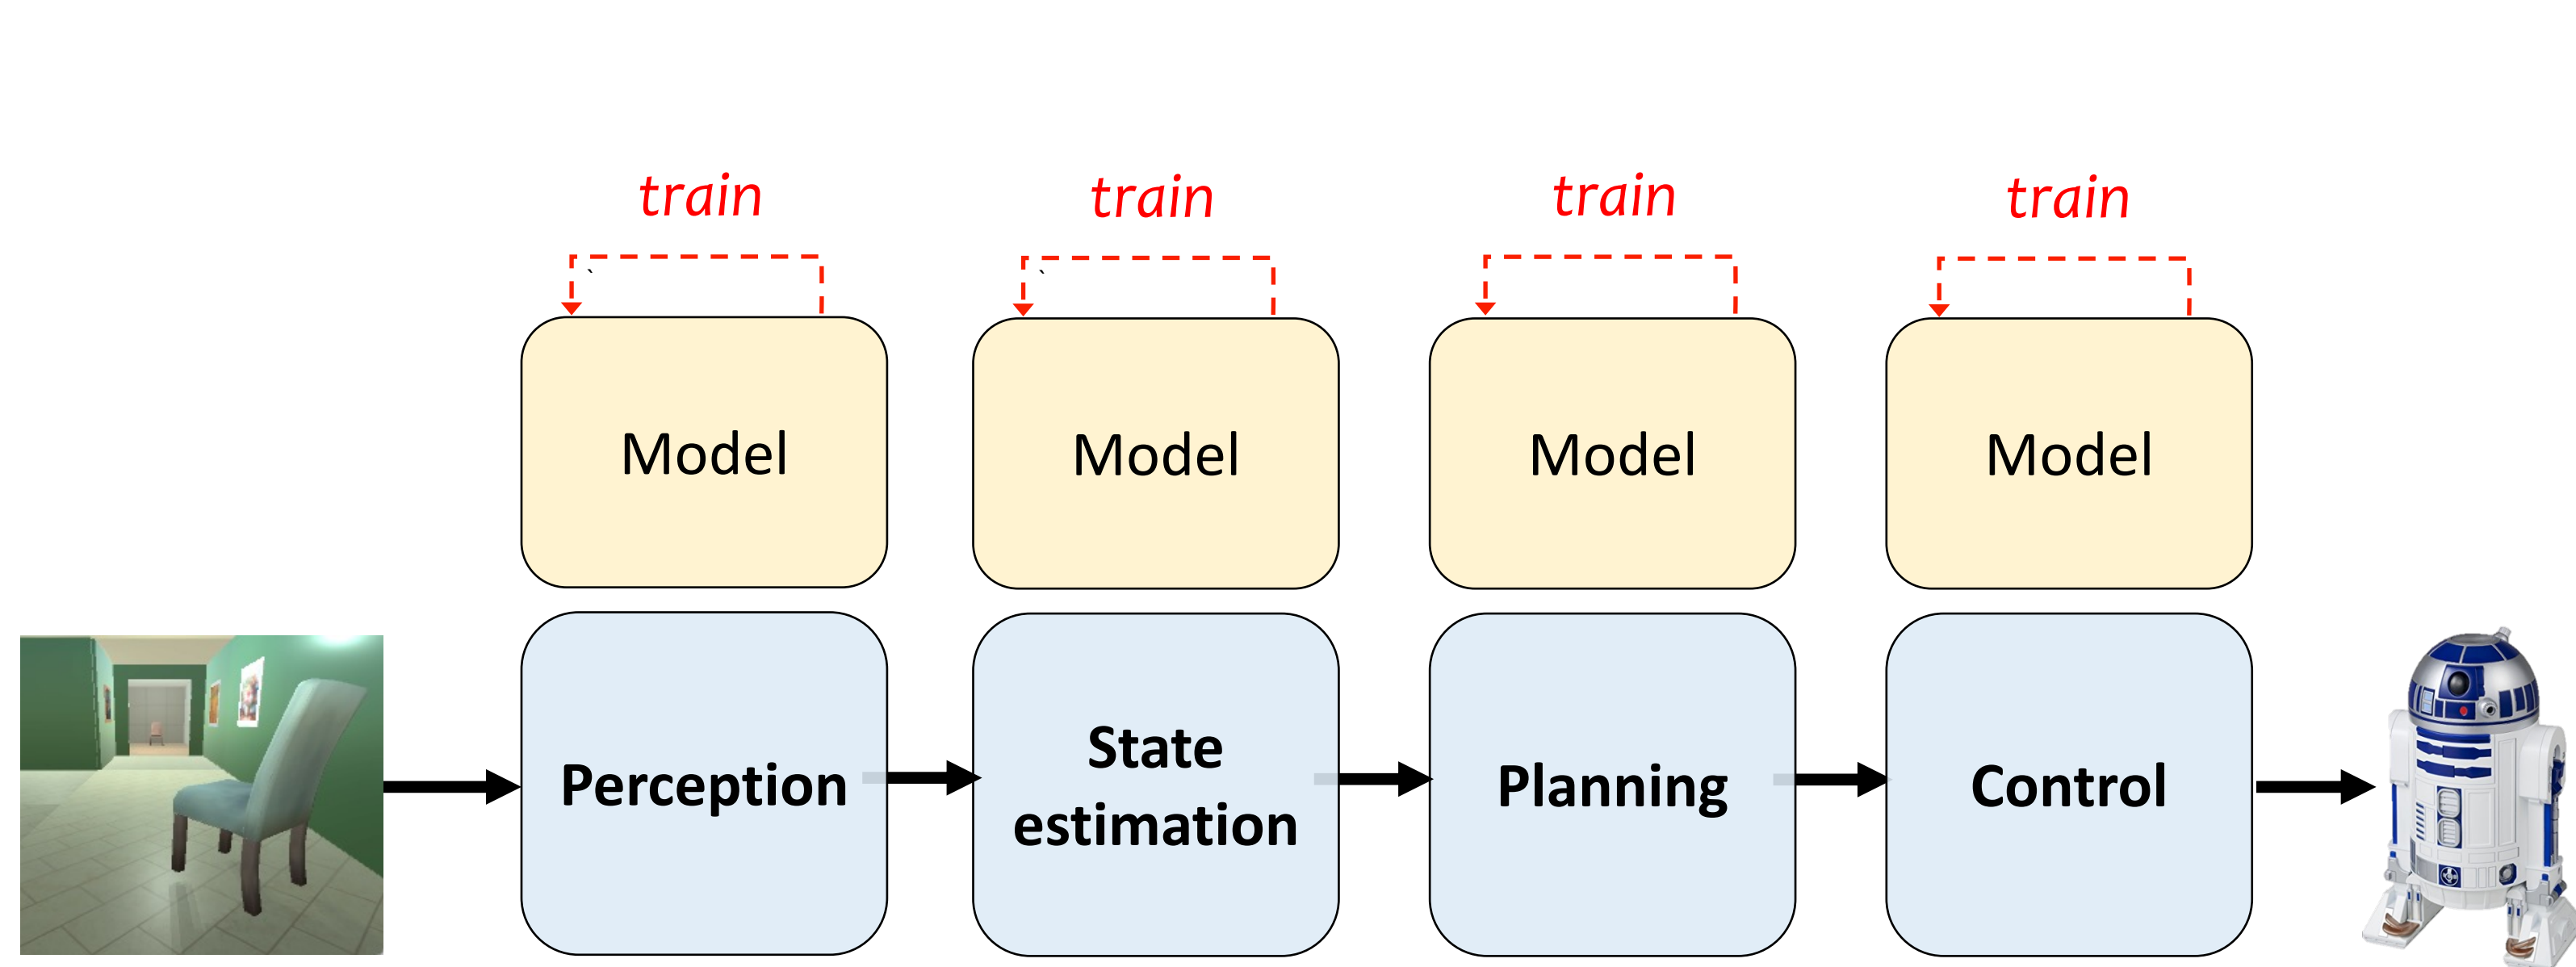 train train train train
Model Model Model Model
Perception
State
estimation
Planning
Control